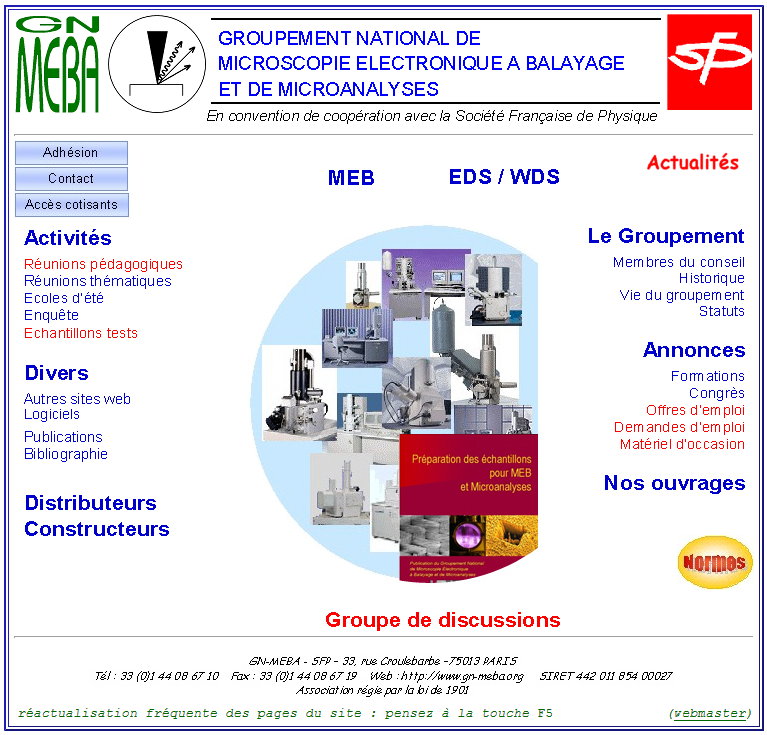 GN
MEBA
GROUPEMENT NATIONAL DE
MICROSCOPIE ELECTRONIQUE A BALAYAGE
ET DE MICROANALYSES
sfp
En convention de coopération avec la Société Française de Physique
Adhésion
Contact
Accès cotisants
MEB
EDS / WDS
Actualités
Activités
Réunions pédagogiques
Réunions thématiques
Ecoles d'été
Enquête
Echantillons tests
Divers
Autres sites web
Logiciels
Publications
Bibliographie
Distributeurs
Constructeurs
Préparation des échantillons
pour MEB
et Microanalyses
Publication du Groupement National
de Microscopie Electronique
à Balayage et de Microanalyses
Le Groupement
Membres du conseil
Historique
Vie du groupement
Statuts
Annonces
Formations
Congrès
Offres d'emploi
Demandes d'emploi
Matériel d'occasion
Nos ouvrages
Normes
Groupe de discussions
GN-MEBA - SFP - 33, rue Croulebarbe -75013 PARIS
Tél : 33 (0)1 44 08 67 10 Fax : 33 (0)1 44 08 67 19 Web : http://www.gn-meba.org SIRET 442 011 854 00027
Association régie par la loi de 1901
réactualisation fréquente des pages du site : pensez à la touche F5 (webmaster)